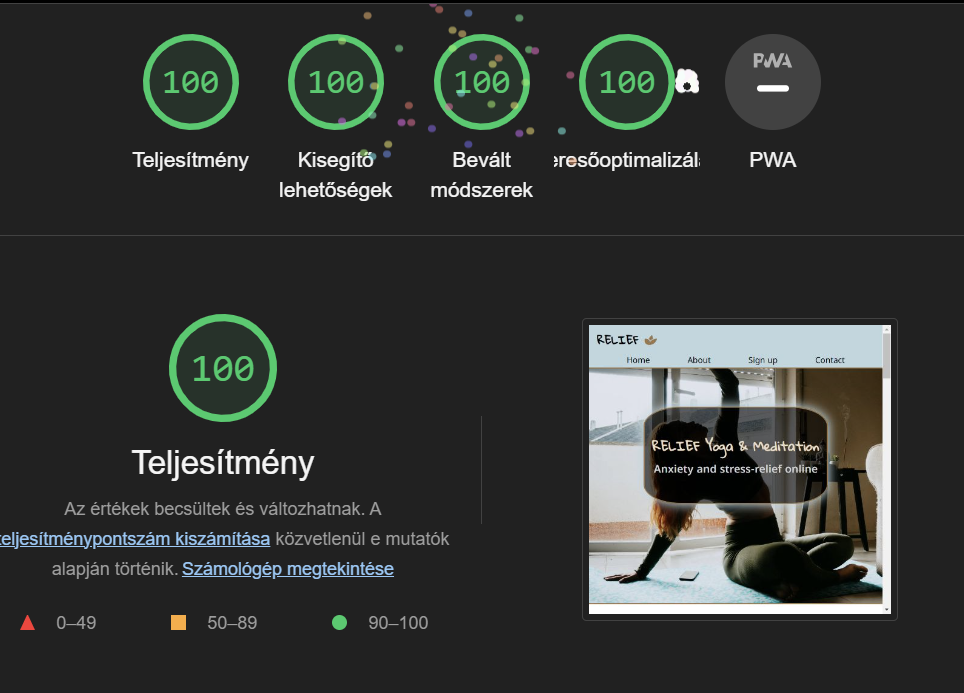 100 100 100 100 PWA
Teljesítmény Kisegítő Bevált eresőoptimalizál PWA
lehetőségek módszerek
100
Teljesítmény
Az értékek becsültek és változhatnak. A
teljesítménypontszám kiszámítása közvetlenül e mutatók
alapján történik. Számológép megtekintése
0–49 50–89 90–100
RELIEF
Home About Sign up Contact
RELIEF Yoga & Meditation
Anxiety and stress-relief online